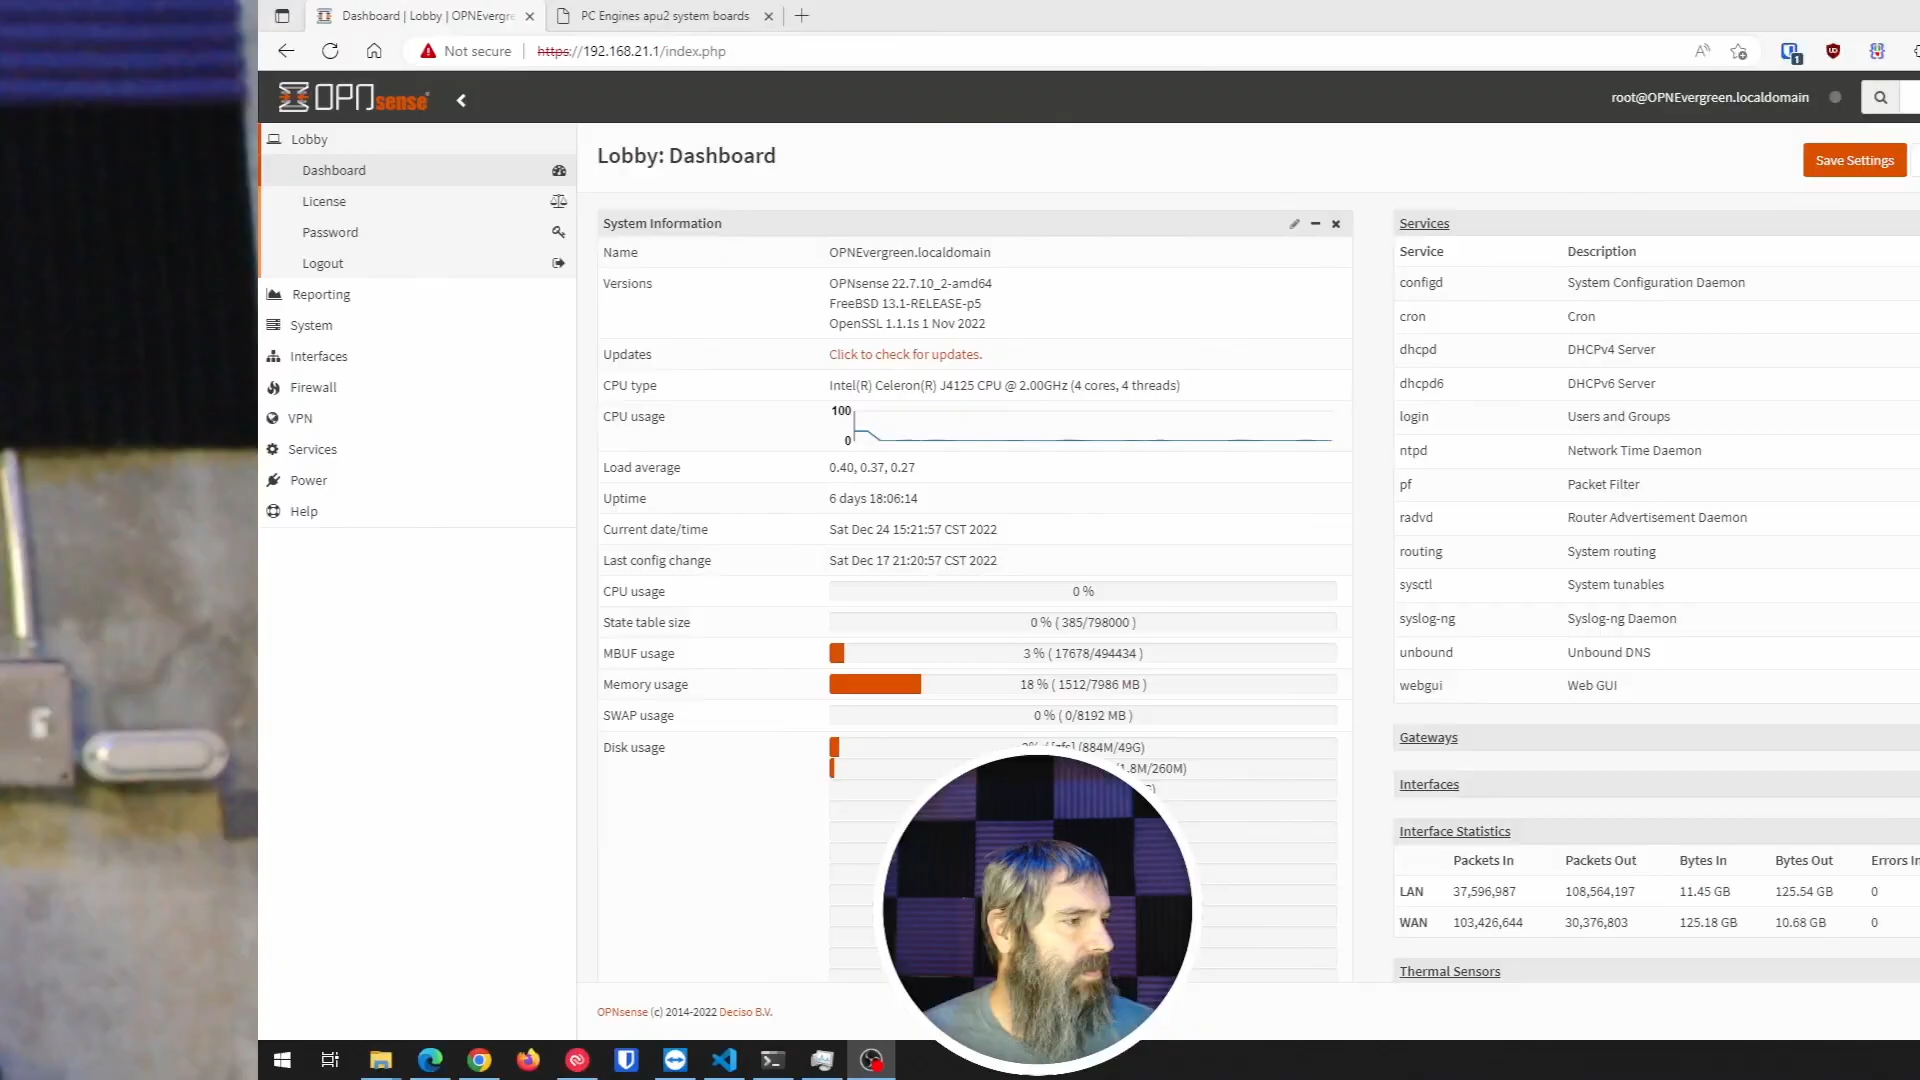 Dashboard | Lobby | OPNEvergre
PC Engines apu2 system boards
Not secure
https://192.168.21.1/index.php
OPNsense
root@OPNEvergreen.localdomain
Lobby
Dashboard
License
Password
Logout
Reporting
System
Interfaces
Firewall
VPN
Services
Power
Help
Lobby: Dashboard
Save Settings
System Information
Name OPNEvergreen.localdomain
Versions OPNsense 22.7.10_2-amd64
FreeBSD 13.1-RELEASE-p5
OpenSSL 1.1.1s 1 Nov 2022
Updates Click to check for updates.
CPU type Intel(R) Celeron(R) J4125 CPU @ 2.00GHz (4 cores, 4 threads)
CPU usage 100
0
Load average 0.40, 0.37, 0.27
Uptime 6 days 18:06:14
Current date/time Sat Dec 24 15:21:57 CST 2022
Last config change Sat Dec 17 21:20:57 CST 2022
CPU usage 0 %
State table size 0 % ( 385/798000 )
MBUF usage 3 % ( 17678/494434 )
Memory usage 18 % ( 1512/7986 MB )
SWAP usage 0 % ( 0/8192 MB )
Disk usage (884M/49G)
1.8M/260M)
Services
Service Description
configd System Configuration Daemon
cron Cron
dhcpd DHCPv4 Server
dhcpd6 DHCPv6 Server
login Users and Groups
ntpd Network Time Daemon
pf Packet Filter
radvd Router Advertisement Daemon
routing System routing
sysctl System tunables
syslog-ng Syslog-ng Daemon
unbound Unbound DNS
webgui Web GUI
Gateways
Interfaces
Interface Statistics
Packets In Packets Out Bytes In Bytes Out Errors In
LAN 37,596,987 108,564,197 11.45 GB 125.54 GB 0
WAN 103,426,644 30,376,803 125.18 GB 10.68 GB 0
Thermal Sensors
OPNsense (c) 2014-2022 Deciso B.V.